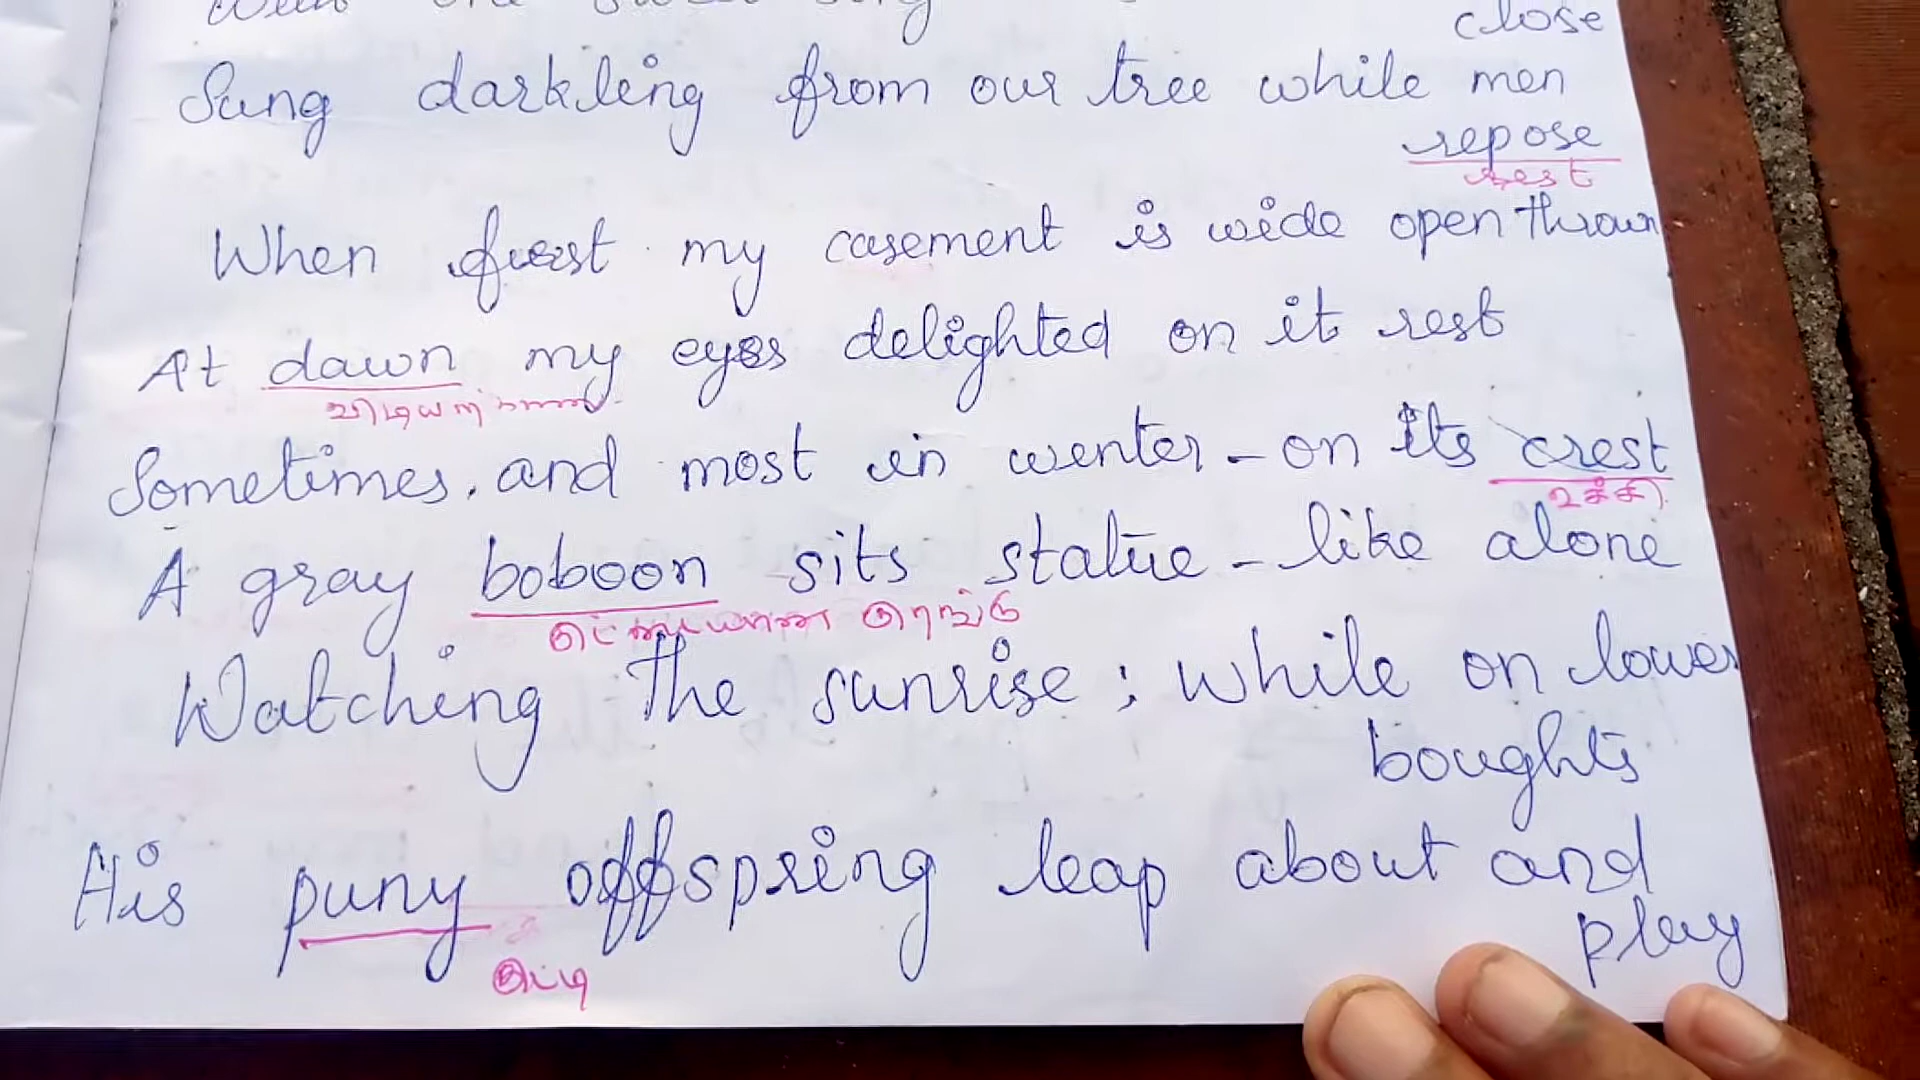 close
Sung darkling from our tree while men
repose
rest
When first my casement is wide open thrown
At dawn my eyes delighted on it rest
Sometimes, and most in winter - on its crest
உச்சி
A gray boboon sits statue - like alone
குட்டையான குரங்கு
Watching the sunrise ; while on lower
boughts
His puny offspring leap about and
play
குட்டி